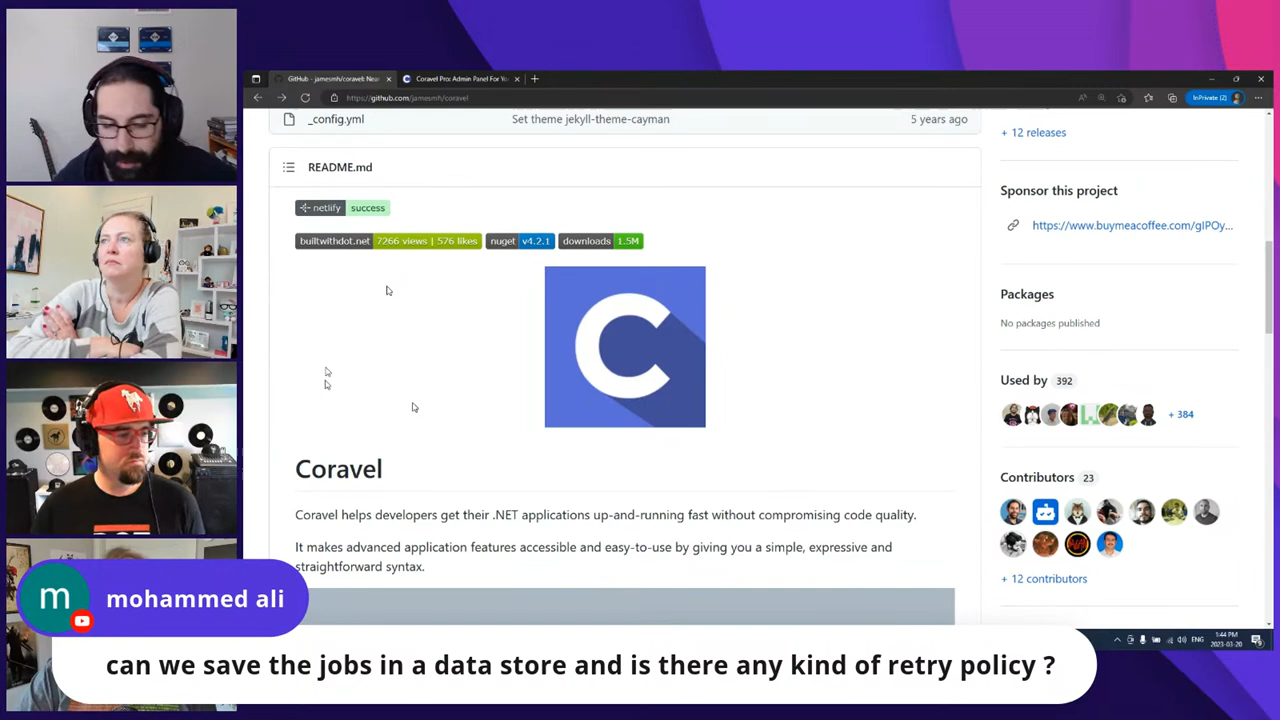 GitHub - jamesmh/coravel: Nea
Coravel Pro: Admin Panel For Yo
https://github.com/jamesmh/coravel
InPrivate (2)
_config.yml
Set theme jekyll-theme-cayman
5 years ago
+ 12 releases
README.md
netlify success
builtwithdot.net 7266 views | 576 likes
nuget v4.2.1
downloads 1.5M
C
Coravel
Coravel helps developers get their .NET applications up-and-running fast without compromising code quality.
It makes advanced application features accessible and easy-to-use by giving you a simple, expressive and
straightforward syntax.
Sponsor this project
https://www.buymeacoffee.com/gIPOy...
Packages
No packages published
Used by 392
+ 384
Contributors 23
+ 12 contributors
ENG
1:44 PM
2023-03-20
m
mohammed ali
can we save the jobs in a data store and is there any kind of retry policy ?